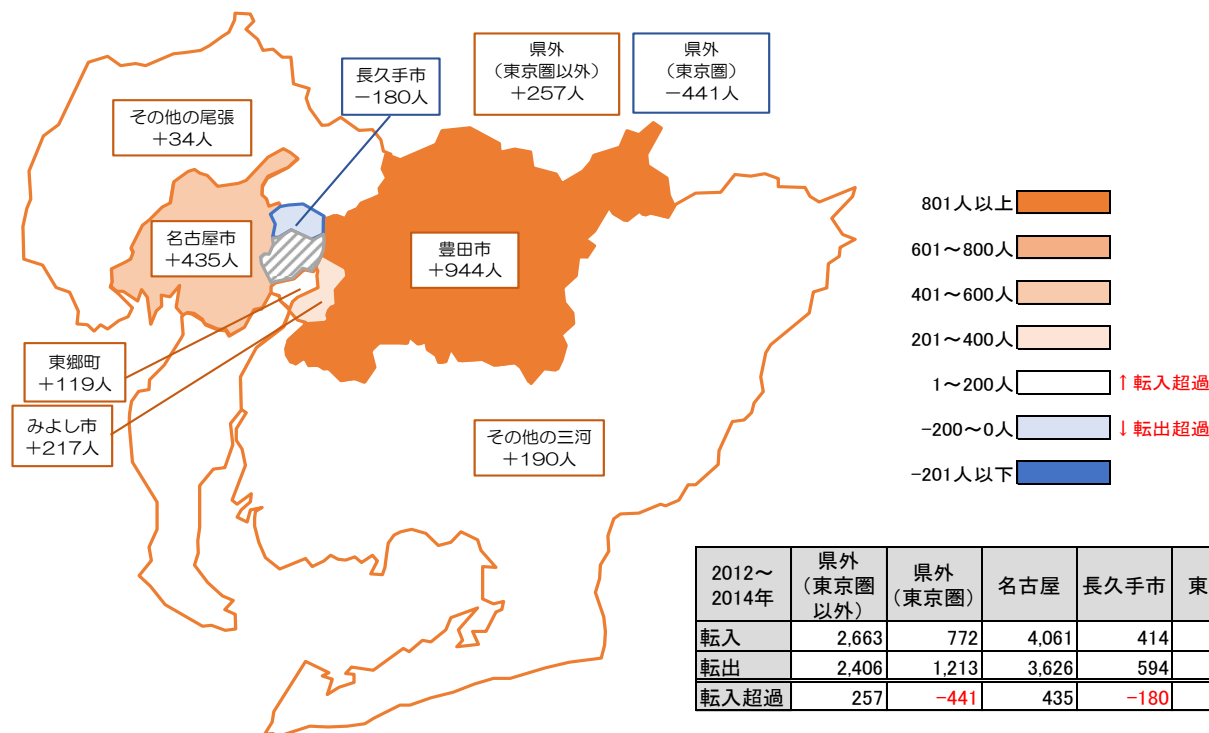 県外
（東京圏以外）
+257人
県外
（東京圏）
−441人
長久手市
−180人
その他の尾張
+34人
名古屋市
+435人
豊田市
+944人
東郷町
+119人
みよし市
+217人
その他の三河
+190人
801人以上
601～800人
401～600人
201～400人
1～200人
↑転入超過
−200～0人
↓転出超過
−201人以下
2012～
2014年
県外
（東京圏
以外）
県外
（東京圏）
名古屋
長久手市
東
転入 2,663 772 4,061 414
転出 2,406 1,213 3,626 594
転入超過 257 −441 435 −180